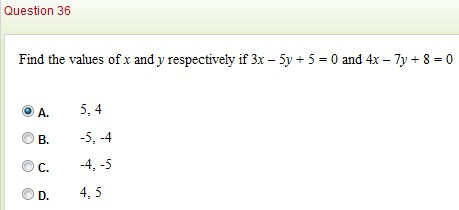 Question 36
Find the values of x and y respectively if 3x – 5y + 5 = 0 and 4x – 7y + 8 = 0
A. 5, 4
B. -5, -4
C. -4, -5
D. 4, 5